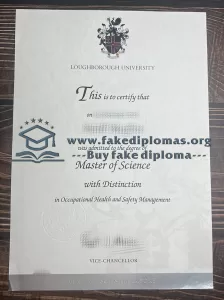 LOUGHBOROUGH UNIVERSITY
This is to certify that
on
www.fakediplomas.org
was admitted to the degree of
---Buy fake diploma---
Master of Science
with Distinction
in Occupational Health and Safety Management
VICE-CHANCELLOR